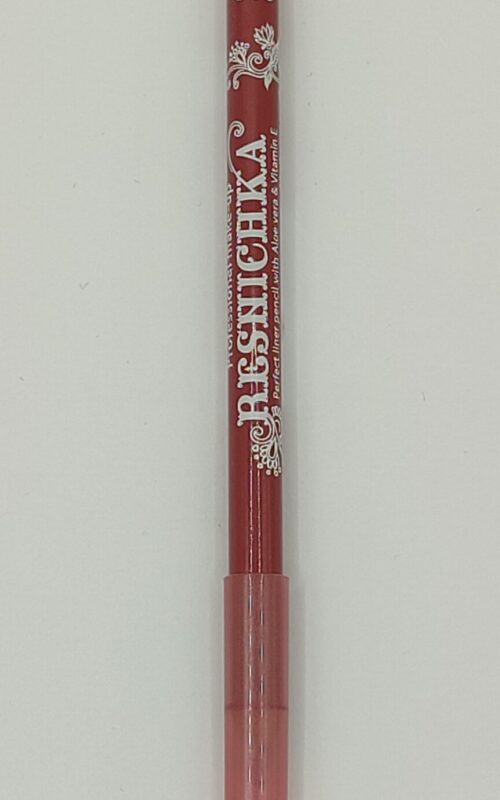 Professional make-up
RESNICHKA
Perfect liner pencil with Aloe vera & Vitamin E